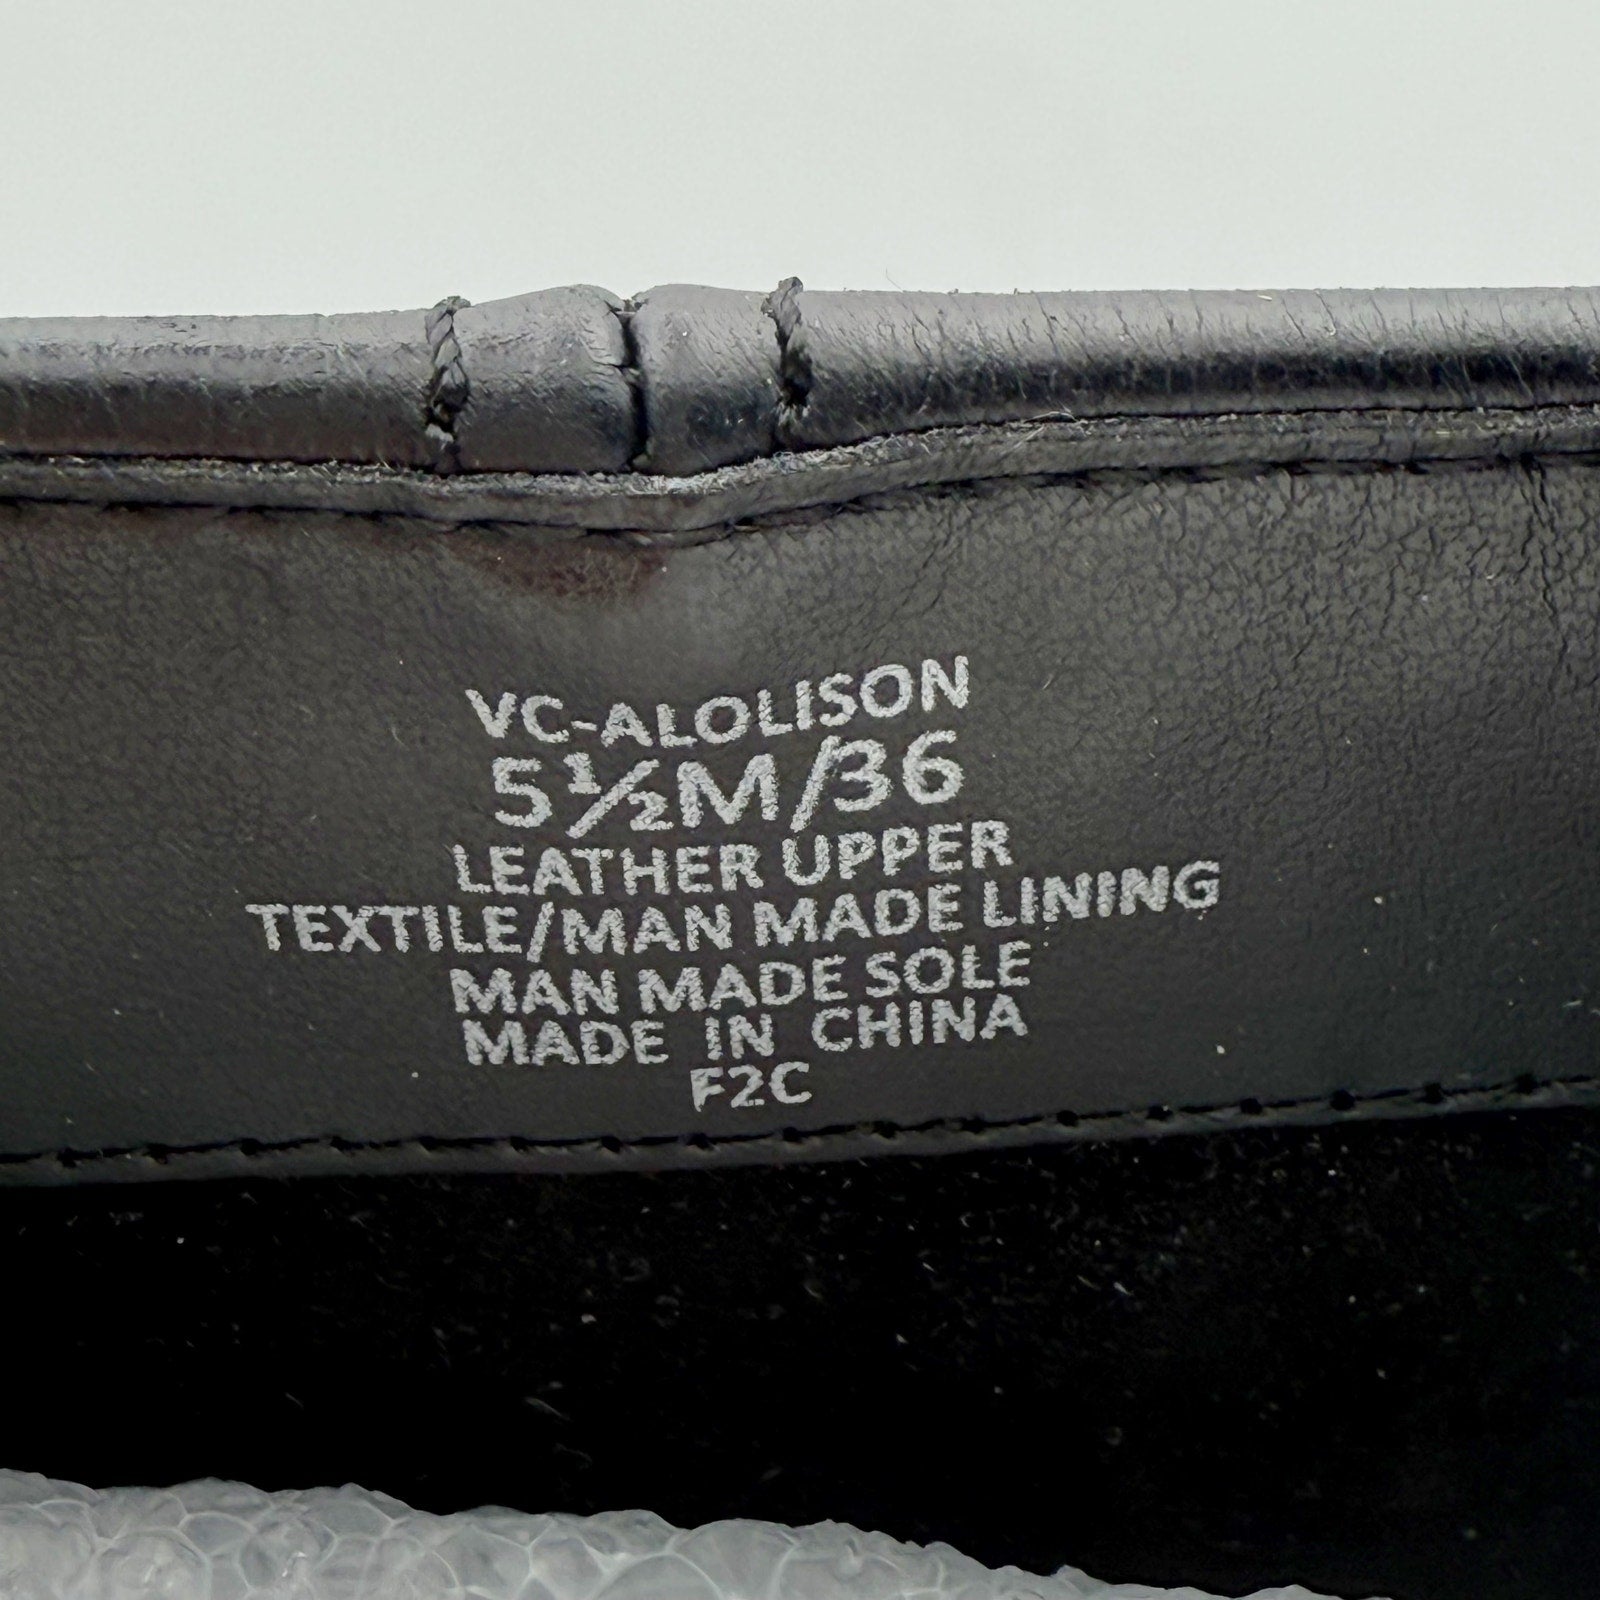 VC-ALOLISON
5½M/36
LEATHER UPPER
TEXTILE/MAN MADE LINING
MAN MADE SOLE
MADE IN CHINA
F2C